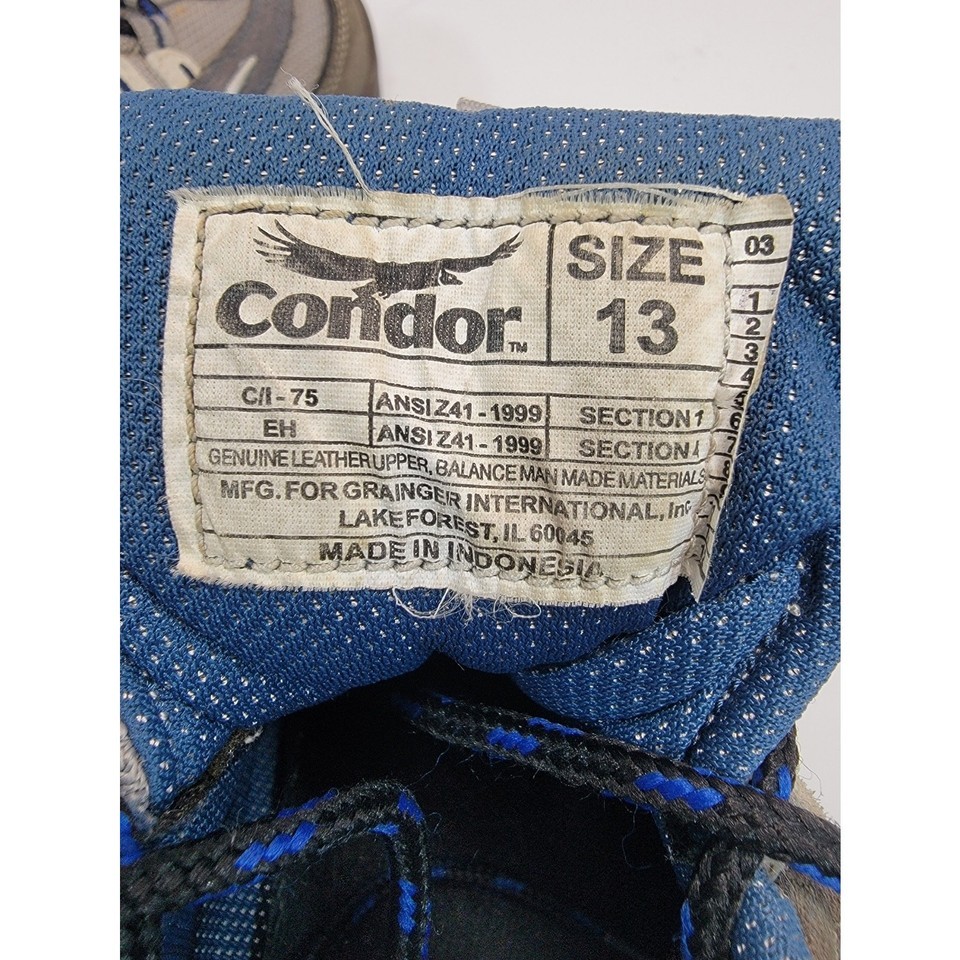 condor TM
SIZE
13
03
1
2
3
4
C/I - 75 ANSI Z41 - 1999 SECTION 1
EH ANSI Z41 - 1999 SECTION 4
GENUINE LEATHER UPPER, BALANCE MAN MADE MATERIALS
MFG. FOR GRAINGER INTERNATIONAL, Inc
LAKE FOREST, IL 60045
MADE IN INDONESIA